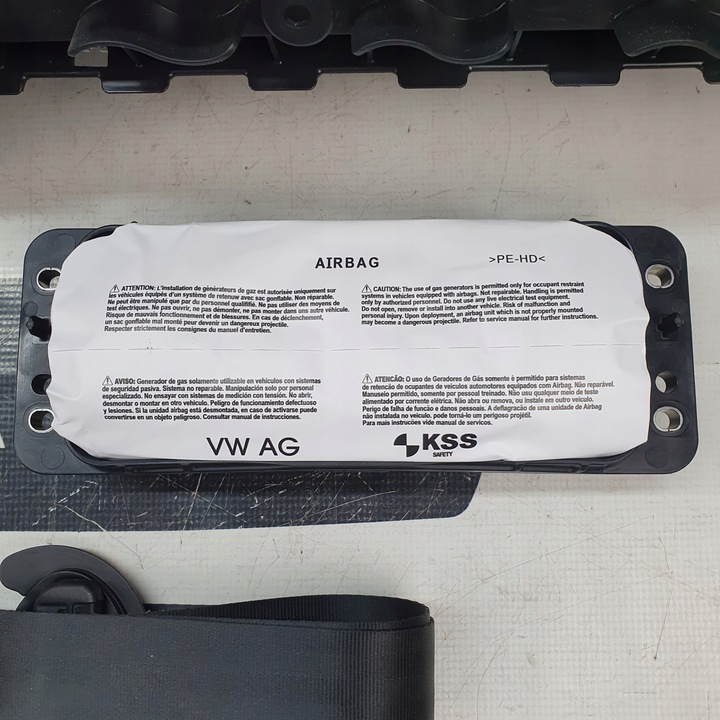 AIRBAG
>PE-HD<
⚠ ATTENTION: L'installation de générateurs de gaz est autorisée uniquement sur
les véhicules équipés d'un système de retenuw avec sac gonflable. Non réparable.
Ne peut être manipulé que par du personnel qualifié. Ne pas utiliser des moyens de
test électriques. Ne pas ouvrir, ne pas démonter, ne pas monter dans uns autre véhicule.
Risque de mauvais fonctionnement et de blessures. En cas de déclenchement,
un sac gonflable mal monté peur devenir un dangereux projectile.
Respecter strictement les consignes du manuel d'entretien.
⚠ CAUTION: The use of gas generators is permitted only for occupant restraint
systems in vehicles equipped with airbags. Not repairable. Handling is permitted
only by authorized personnel. Do not use any live electrical test equipment.
Do not open, remove or install into another vehicle. Risk of malfunction and
personal injury. Upon deployment, an airbag unit which is not properly mounted
may become a dangerous projectile. Refer to service manual for further instructions.
⚠ AVISO: Generador de gas solamente utilizable en vehiculos con sistemas
de seguridad pasiva. Sistema no reparable. Manipulación solo por personal
especializado. No ensayar con sistemas de medición con tensión. No abrir,
desmontar o montar en otro vehículo. Peligro de funcionamiento defectuoso
y lesiones. Si la unidad airbag está desmontada, en caso de activarse puede
convertirse en un objeto peligroso. Consultar manual de instrucciones.
⚠ ATENCÃO: O uso de Geradores de Gás somente é permitido para sistemas
de retencão de ocupantes de veículos automotores equipados com Airbag. Não reparável.
Manuseio permitido, somente por pessoal treinado. Não usa qualquer meio de teste
alimentado por corrente elétrica. Não abra ou remova, ou instale em outro veículo.
Perigo de falha de funcão e danos pessoais. A deflagracão de uma unidade de Airbag
não instalada no veículo, pode torná-lo um perigoso projétil.
Para mais instrucões vide manual de servicos.
VW AG
KSS
SAFETY